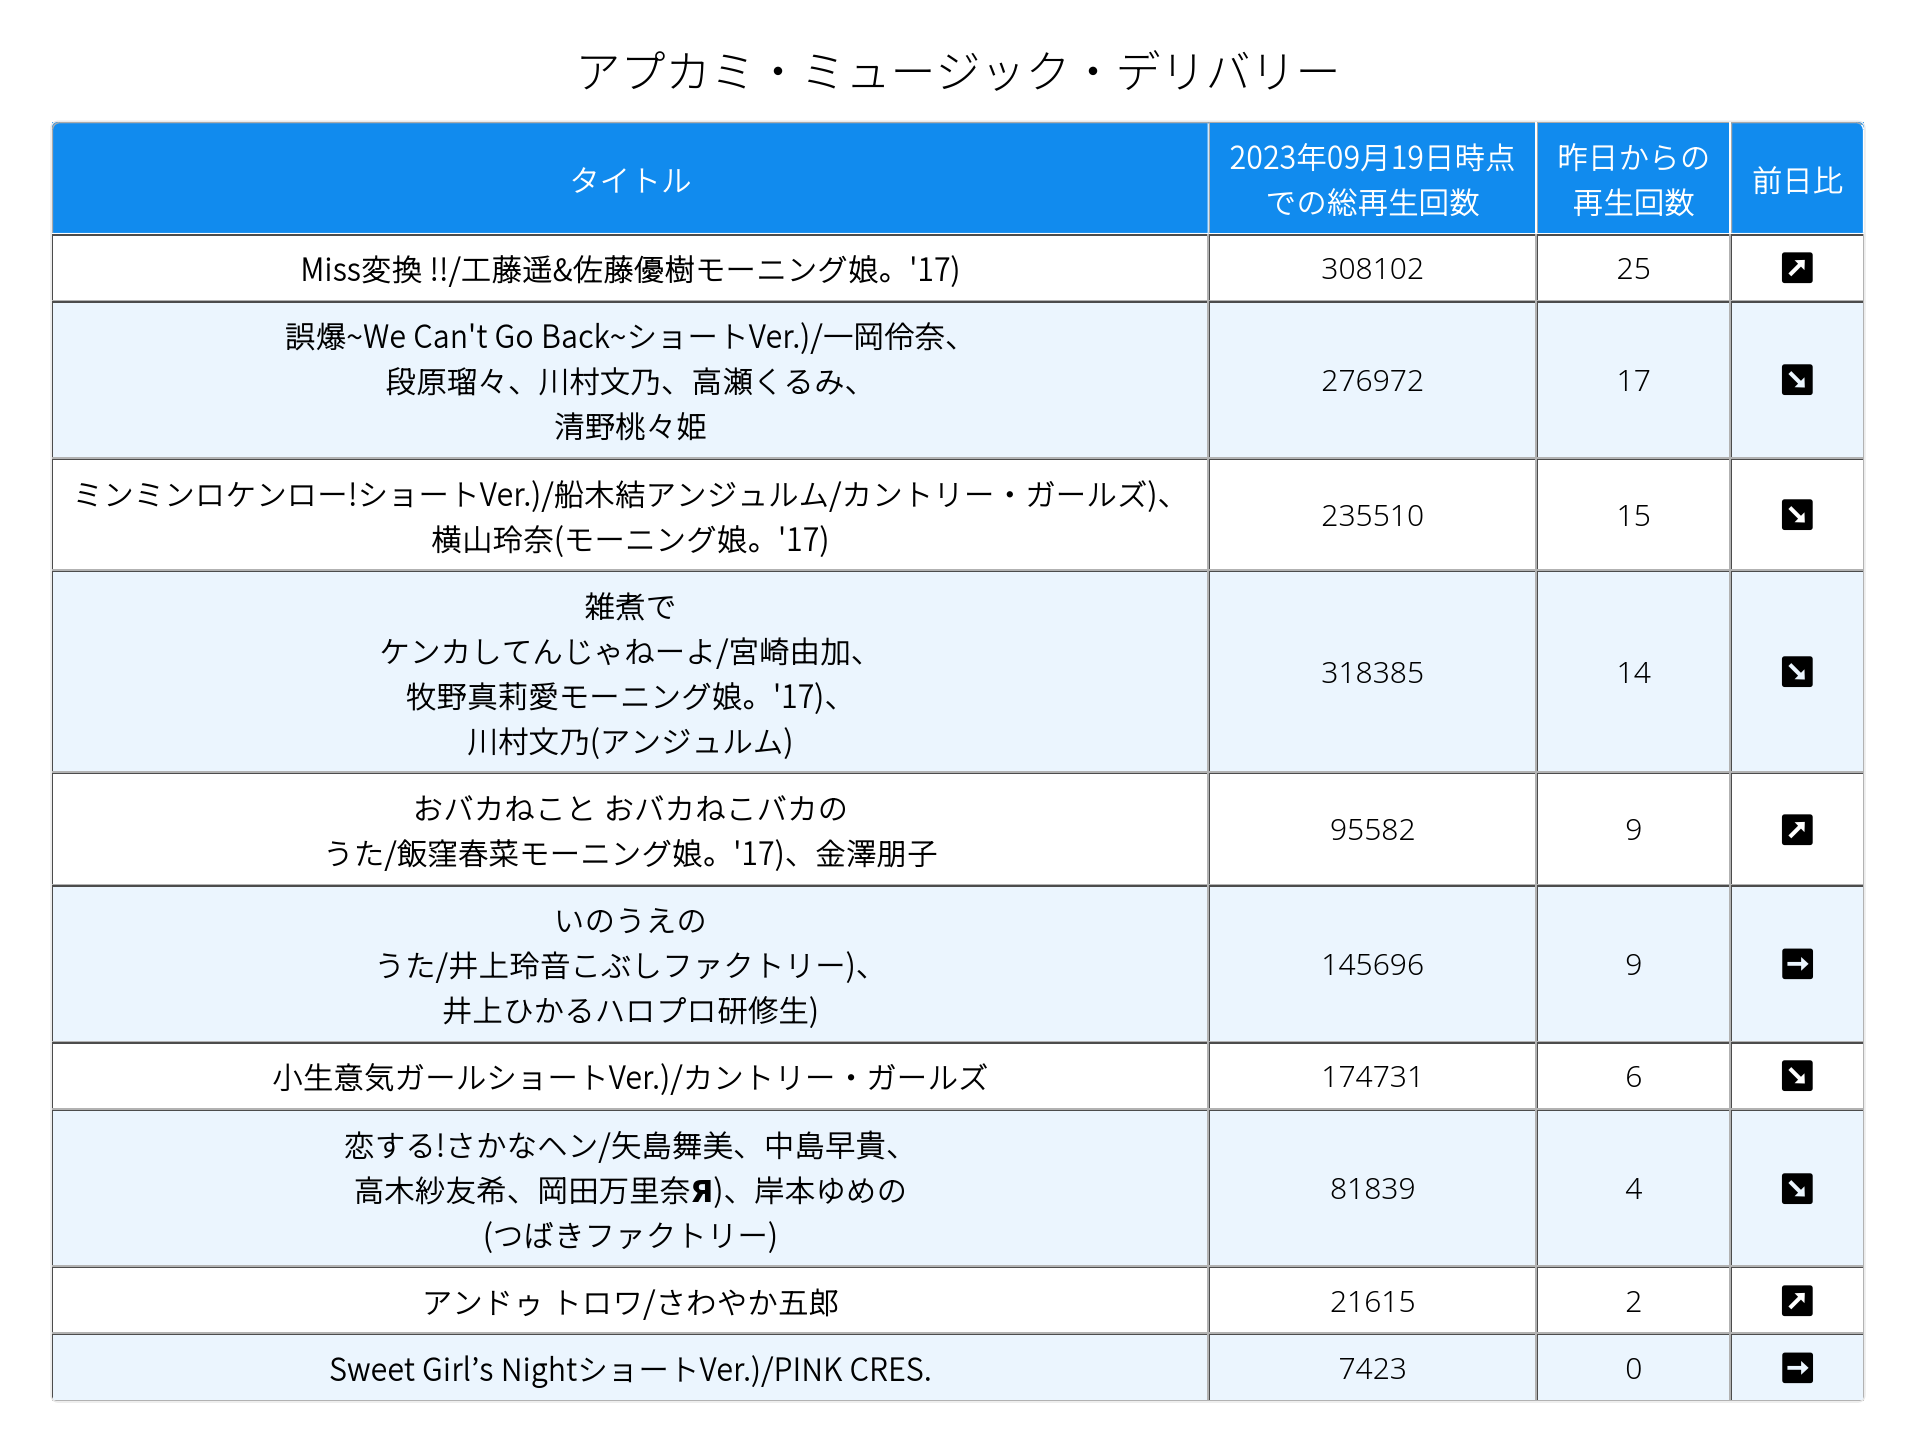 アプカミ・ミュージック・デリバリー
タイトル
2023年09月19日時点
での総再生回数
昨日からの
再生回数
前日比
Miss変換 !!/工藤遥&佐藤優樹モーニング娘。'17)
308102
25
↗
誤爆~We Can't Go Back~ショートVer.)/一岡伶奈、
段原瑠々、川村文乃、高瀬くるみ、
清野桃々姫
276972
17
↘
ミンミンロケンロー!ショートVer.)/船木結アンジュルム/カントリー・ガールズ)、
横山玲奈(モーニング娘。'17)
235510
15
↘
雑煮で
ケンカしてんじゃねーよ/宮崎由加、
牧野真莉愛モーニング娘。'17)、
川村文乃(アンジュルム)
318385
14
↘
おバカねこと おバカねこバカの
うた/飯窪春菜モーニング娘。'17)、金澤朋子
95582
9
↗
いのうえの
うた/井上玲音こぶしファクトリー)、
井上ひかるハロプロ研修生)
145696
9
→
小生意気ガールショートVer.)/カントリー・ガールズ
174731
6
↘
恋する!さかなヘン/矢島舞美、中島早貴、
高木紗友希、岡田万里奈Я)、岸本ゆめの
(つばきファクトリー)
81839
4
↘
アンドゥ トロワ/さわやか五郎
21615
2
↗
Sweet Girl’s NightショートVer.)/PINK CRES.
7423
0
→